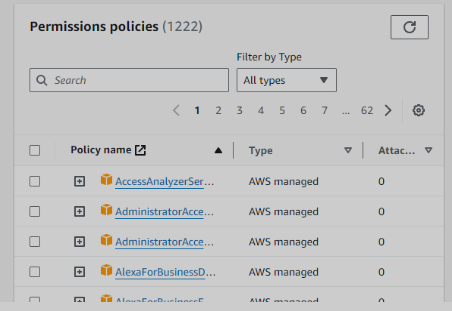 Permissions policies (1222)
Filter by Type
Search
All types
1 2 3 4 5 6 7 ... 62
Policy name Type Attac...
AccessAnalyzerSer... AWS managed 0
AdministratorAcce... AWS managed 0
AdministratorAcce... AWS managed 0
AlexaForBusinessD... AWS managed 0
AlexaForBusinessF... AWS managed 0